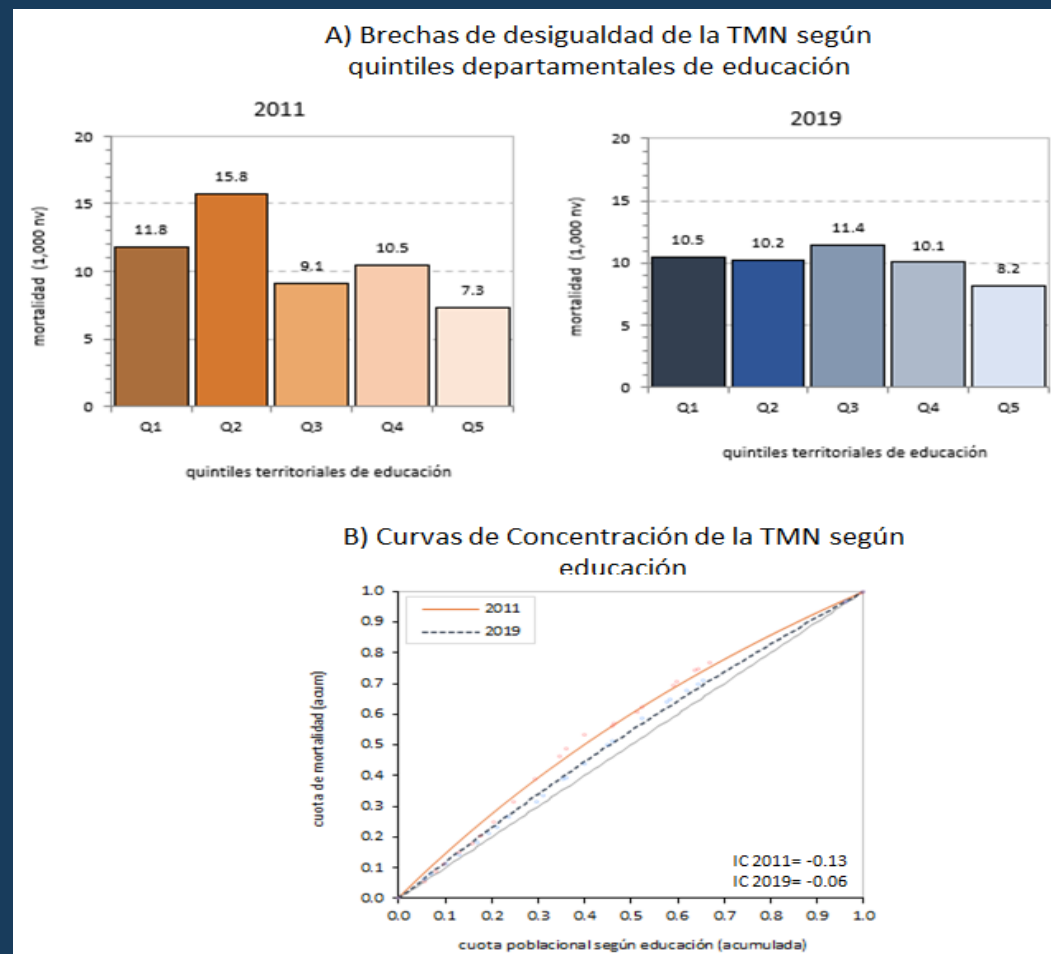 A) Brechas de desigualdad de la TMN según
quintiles departamentales de educación
2011
mortalidad (1,000 nv)
20
15
10
5
0
11.8
15.8
9.1
10.5
7.3
Q1 Q2 Q3 Q4 Q5
quintiles territoriales de educación
2019
mortalidad (1,000 nv)
20
15
10
5
0
10.5
10.2
11.4
10.1
8.2
Q1 Q2 Q3 Q4 Q5
quintiles territoriales de educación
B) Curvas de Concentración de la TMN según
educación
cuota de mortalidad (acum)
1.0
0.9
0.8
0.7
0.6
0.5
0.4
0.3
0.2
0.1
0.0
2011
2019
IC 2011= -0.13
IC 2019= -0.06
0.0 0.1 0.2 0.3 0.4 0.5 0.6 0.7 0.8 0.9 1.0
cuota poblacional según educación (acumulada)